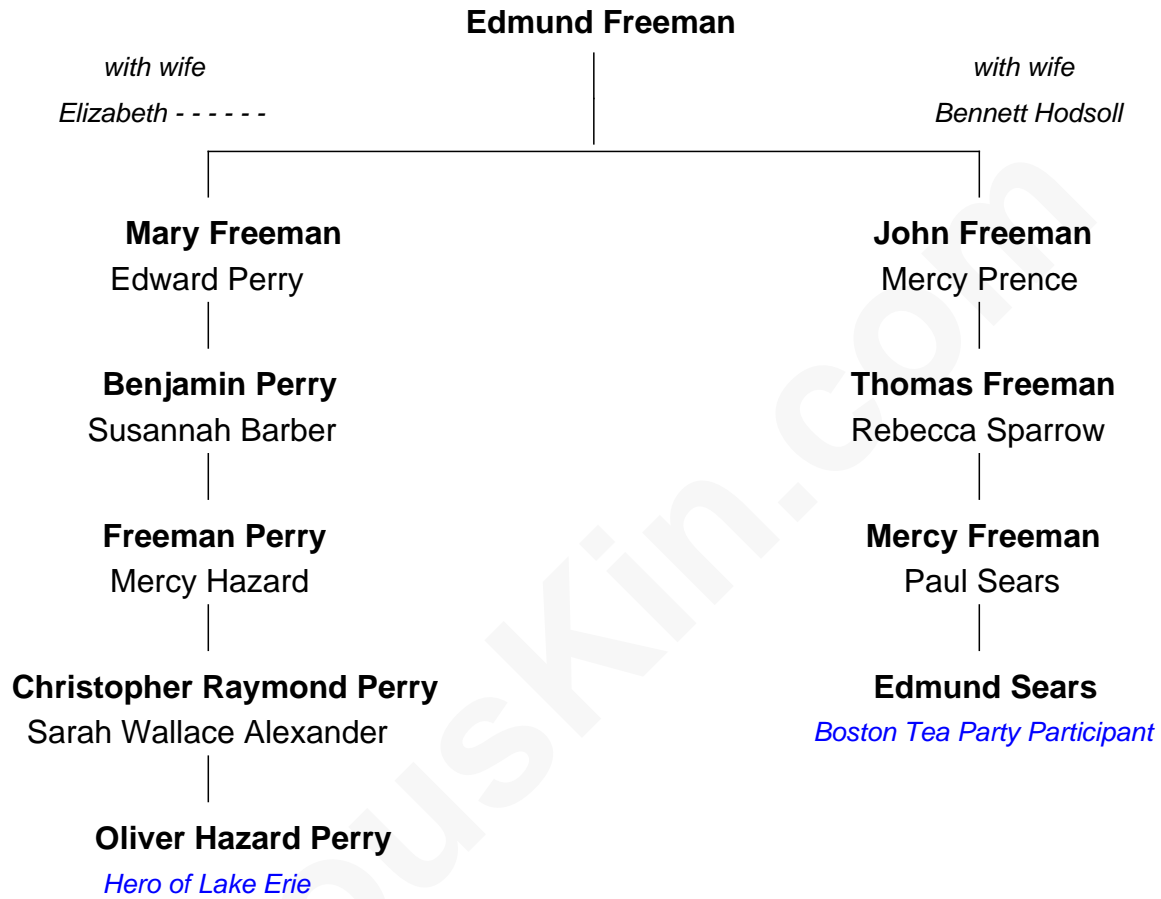 Edmund Freeman
with wife
Elizabeth - - - - - -
with wife
Bennett Hodsoll
Mary Freeman
Edward Perry
John Freeman
Mercy Prence
Benjamin Perry
Susannah Barber
Thomas Freeman
Rebecca Sparrow
Freeman Perry
Mercy Hazard
Mercy Freeman
Paul Sears
Christopher Raymond Perry
Sarah Wallace Alexander
Edmund Sears
Boston Tea Party Participant
Oliver Hazard Perry
Hero of Lake Erie
ousKin.com